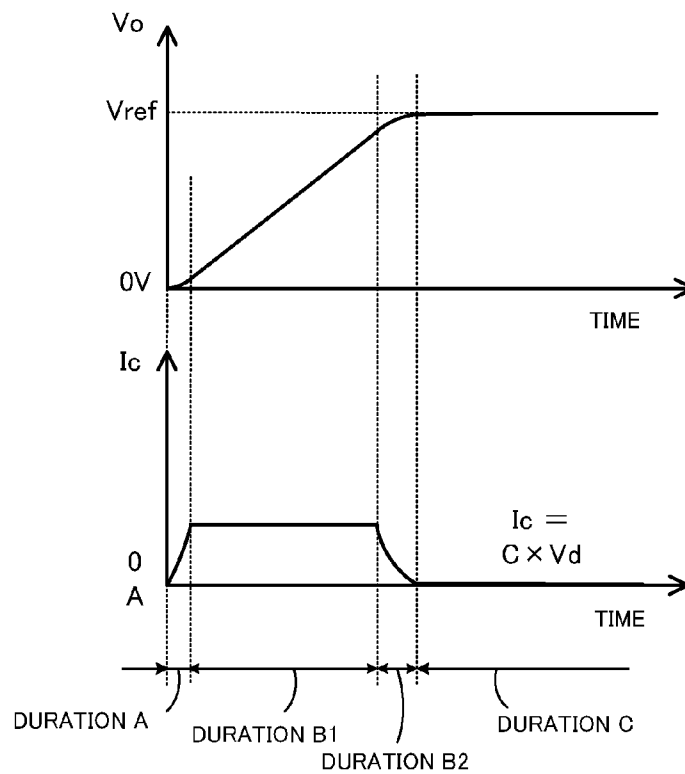 Vo
Vref
0V
TIME
Ic
Ic =
C × Vd
0
A
TIME
DURATION A
DURATION B1
DURATION B2
DURATION C